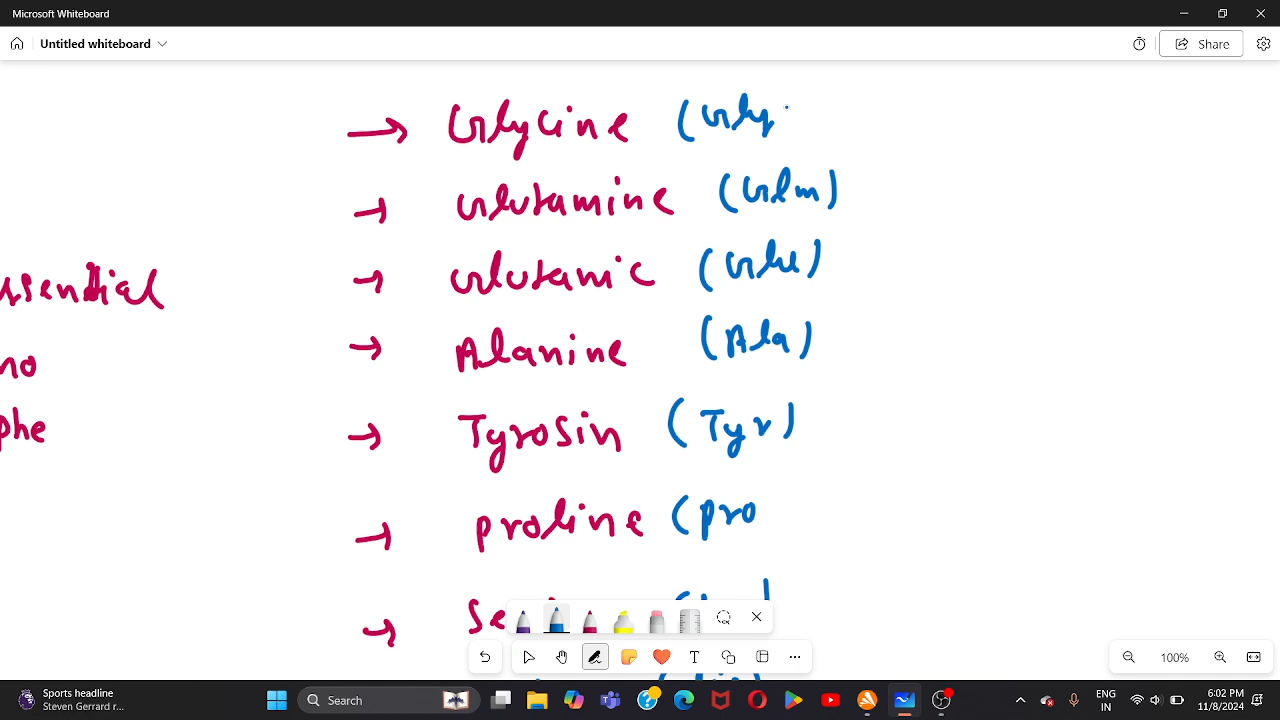 Microsoft Whiteboard
Untitled whiteboard
Share
→ Glycine (Gly
→ Glutamine (Glm)
→ Glutamic (Glu)
ssential
→ Alanine (Ala)
no
→ Tyrosin (Tyr)
phe
→ proline (pro
→ Se
100%
Sports headline
Steven Gerrard r...
Search
ENG
IN
6:02 PM
11/8/2024